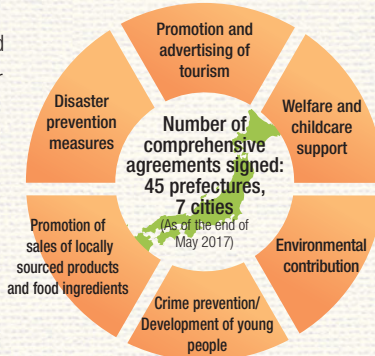 Promotion and
advertising of
tourism
Disaster
prevention
measures
Welfare and
childcare
support
Number of
comprehensive
agreements signed:
45 prefectures,
7 cities
(As of the end of
May 2017)
Promotion of
sales of locally
sourced products
and food ingredients
Environmental
contribution
Crime prevention/
Development of young
people